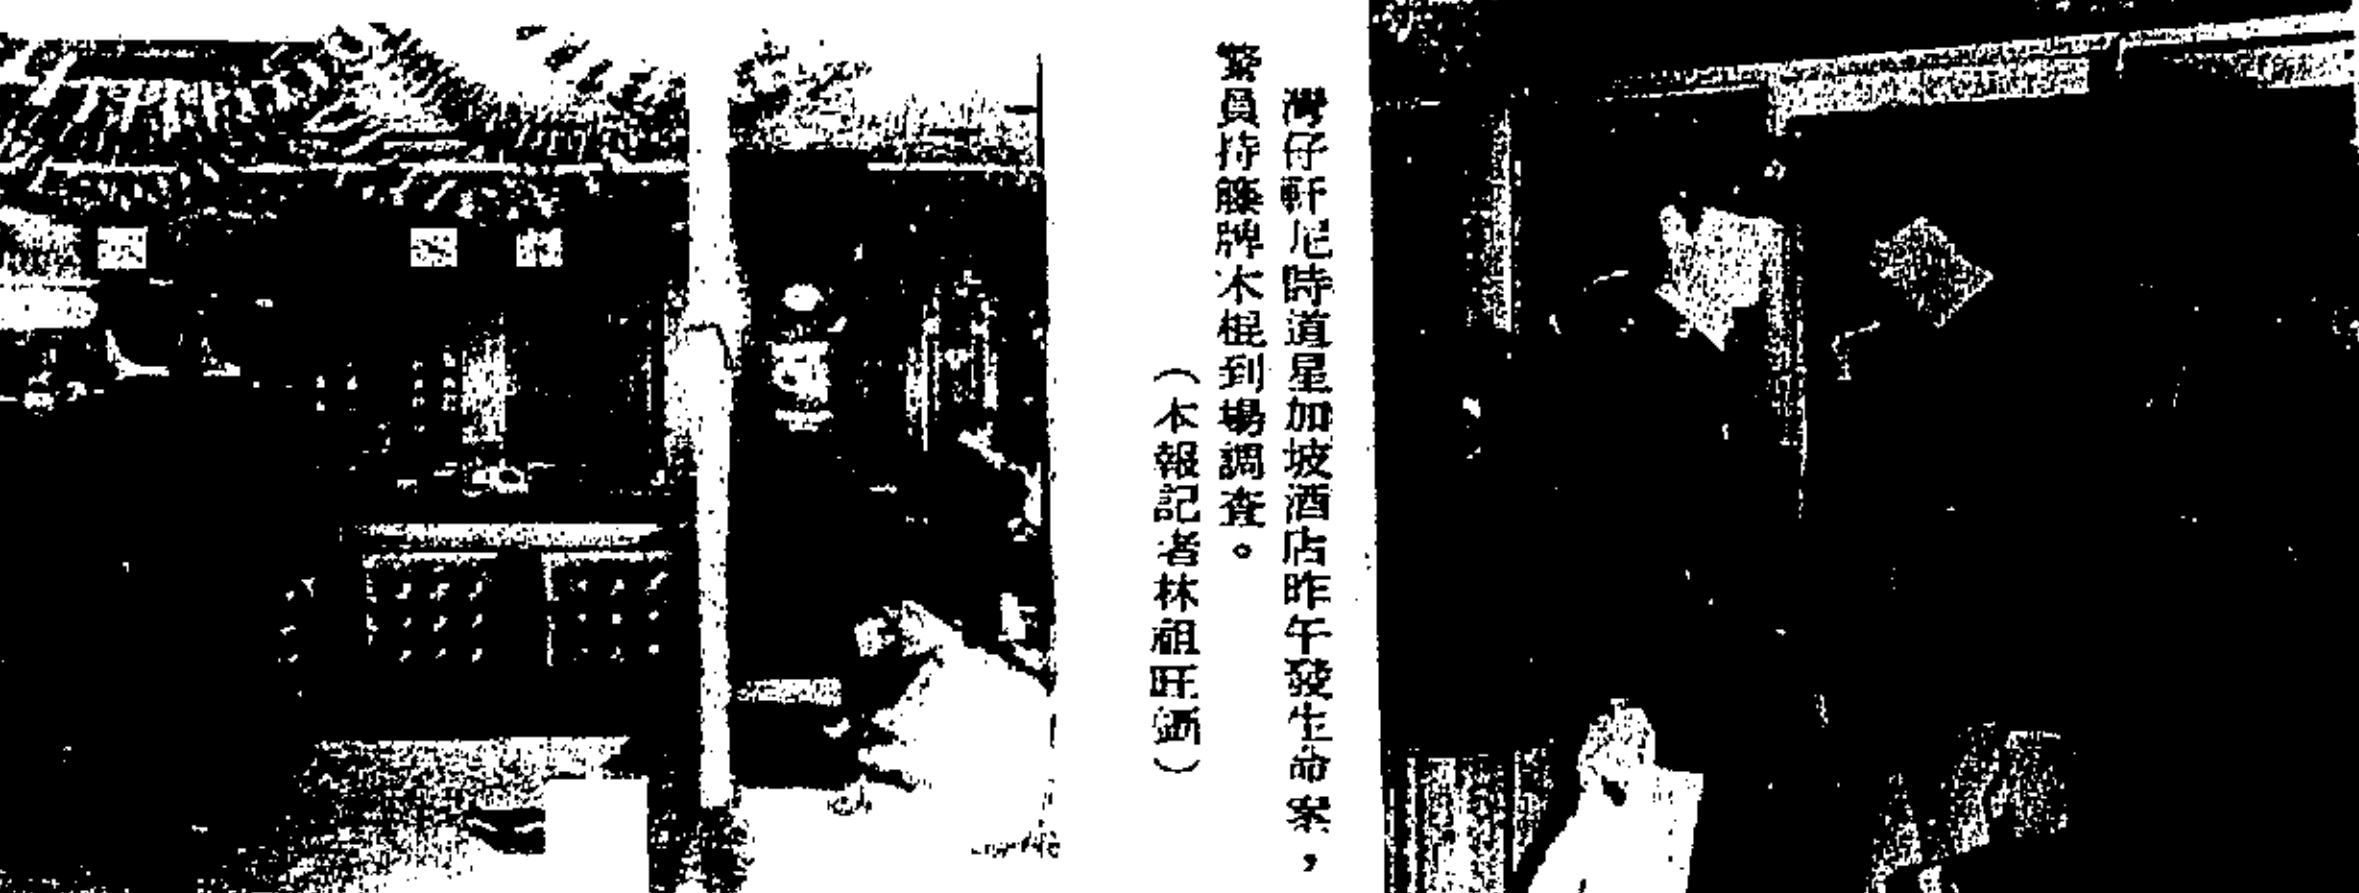 灣仔軒尼詩道星加坡酒店昨午發生命案，
警員持籐牌木棍到場調查。
（本報記者林祖旺攝）